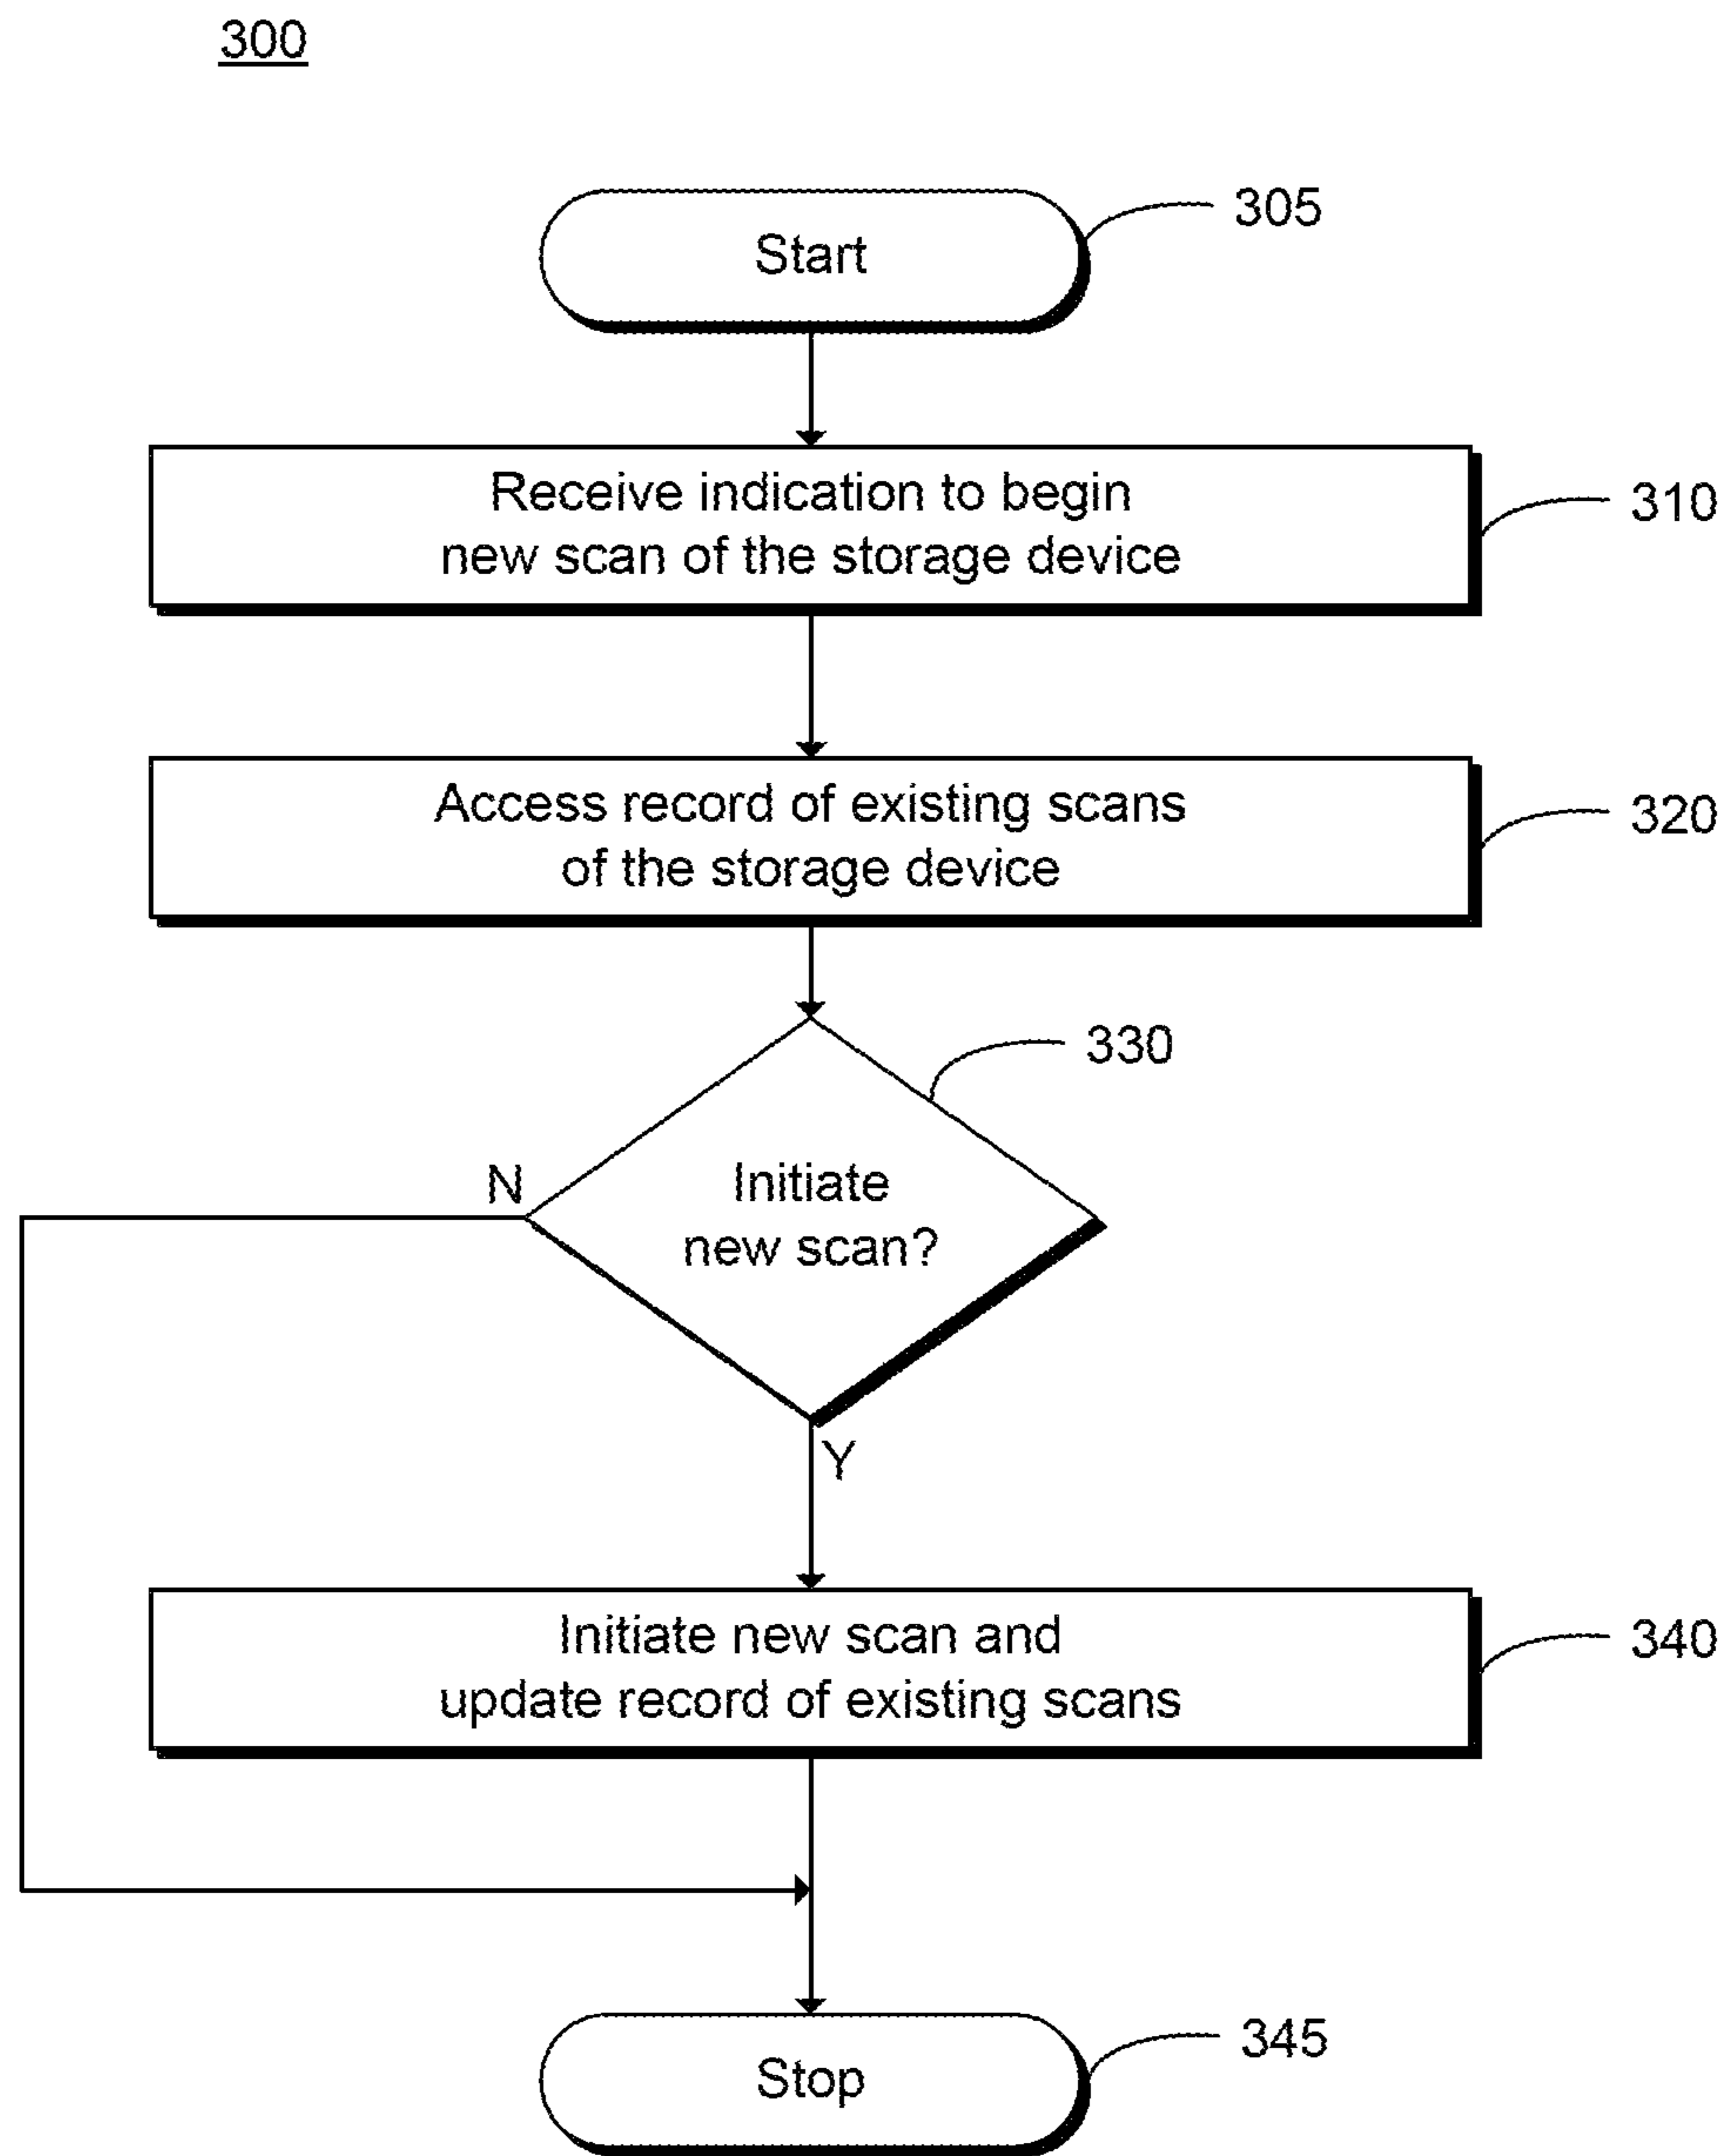 300
Start
305
Receive indication to begin
new scan of the storage device
310
Access record of existing scans
of the storage device
320
330
N
Initiate
new scan?
Y
Initiate new scan and
update record of existing scans
340
Stop
345